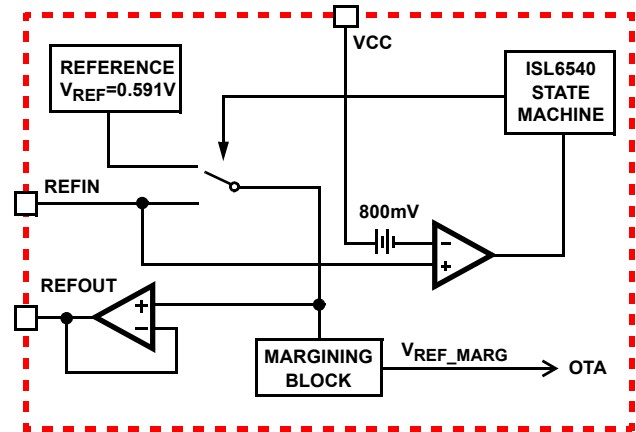 VCC
REFERENCE
VREF=0.591V
ISL6540
STATE
MACHINE
REFIN
800mV
−
+
REFOUT
+
−
MARGINING
BLOCK
VREF_MARG
OTA